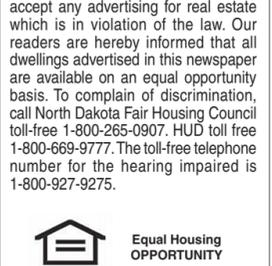 accept any advertising for real estate
which is in violation of the law. Our
readers are hereby informed that all
dwellings advertised in this newspaper
are available on an equal opportunity
basis. To complain of discrimination,
call North Dakota Fair Housing Council
toll-free 1-800-265-0907. HUD toll free
1-800-669-9777. The toll-free telephone
number for the hearing impaired is
1-800-927-9275.
Equal Housing
OPPORTUNITY